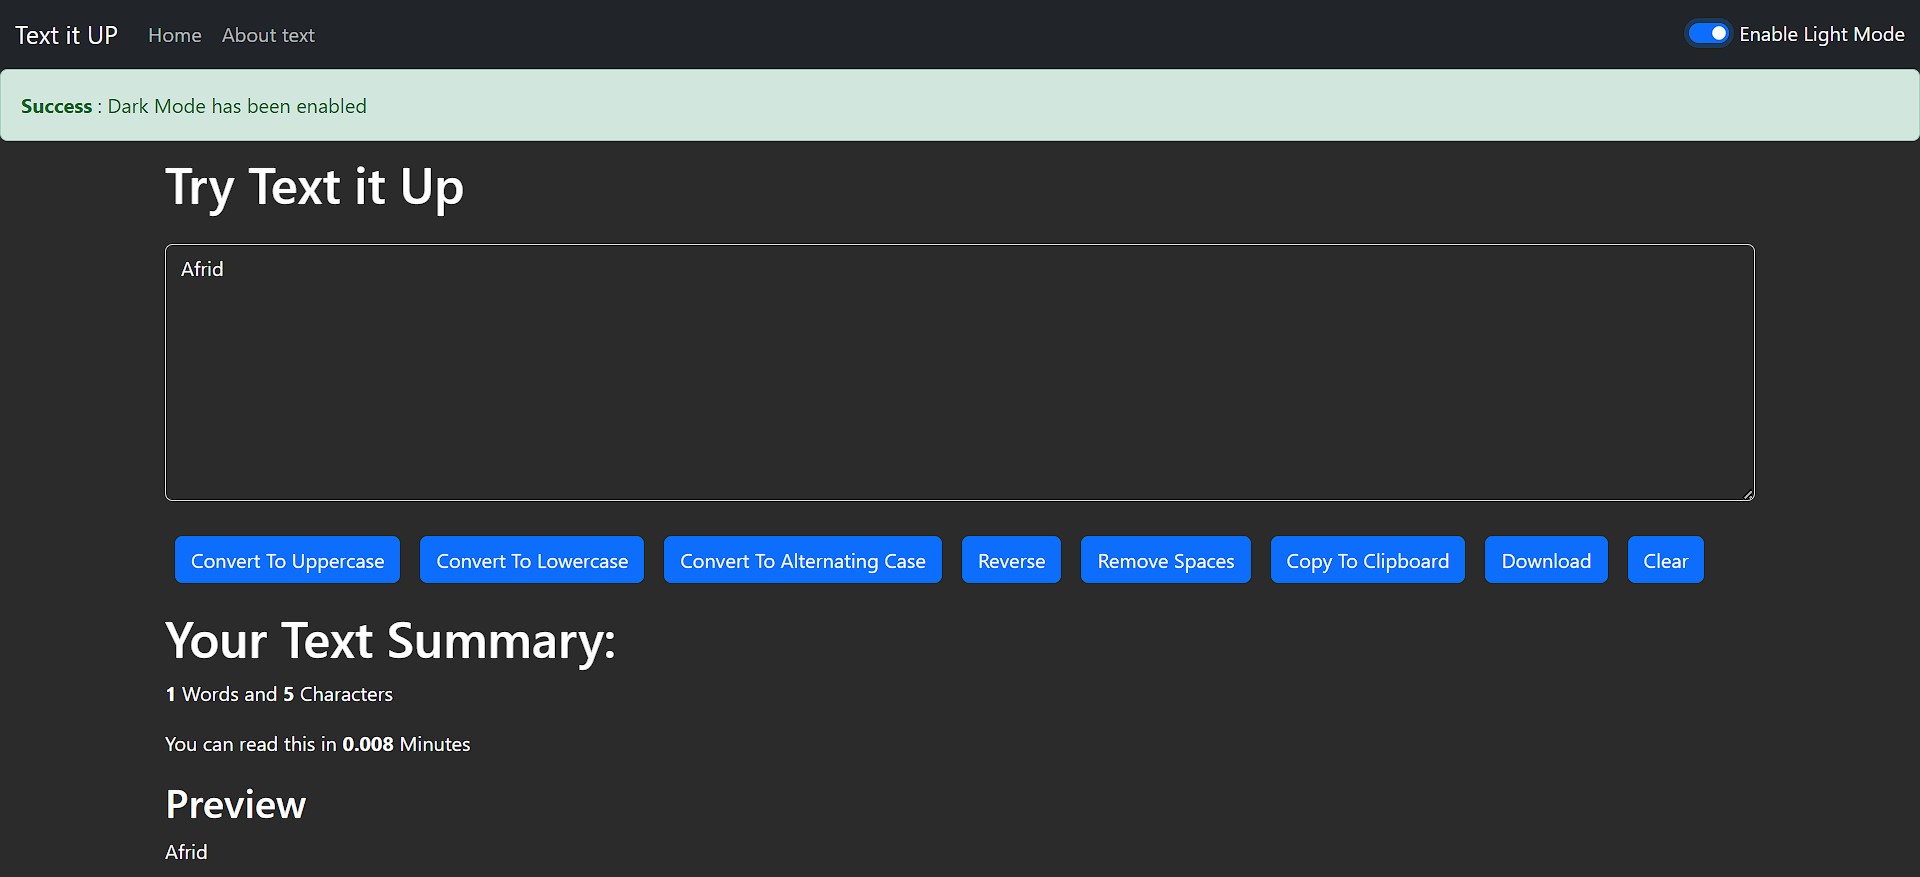 Text it UP Home About text Enable Light Mode
Success : Dark Mode has been enabled
Try Text it Up
Afrid
Convert To Uppercase Convert To Lowercase Convert To Alternating Case Reverse Remove Spaces Copy To Clipboard Download Clear
Your Text Summary:
1 Words and 5 Characters
You can read this in 0.008 Minutes
Preview
Afrid